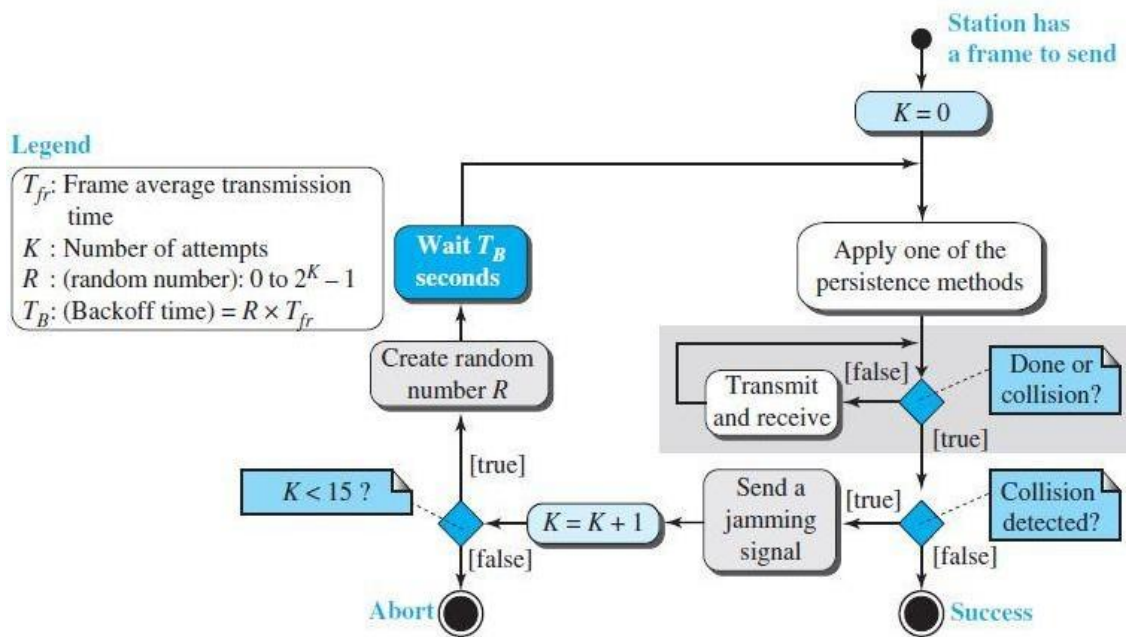 Station has
a frame to send
K = 0
Legend
T_fr: Frame average transmission
time
K : Number of attempts
R : (random number): 0 to 2^K – 1
T_B: (Backoff time) = R × T_fr
Wait T_B
seconds
Apply one of the
persistence methods
Create random
number R
Transmit
and receive
[false]
Done or
collision?
[true]
[true]
K < 15 ?
K = K + 1
Send a
jamming
signal
[true]
Collision
detected?
[false]
[false]
Abort
Success